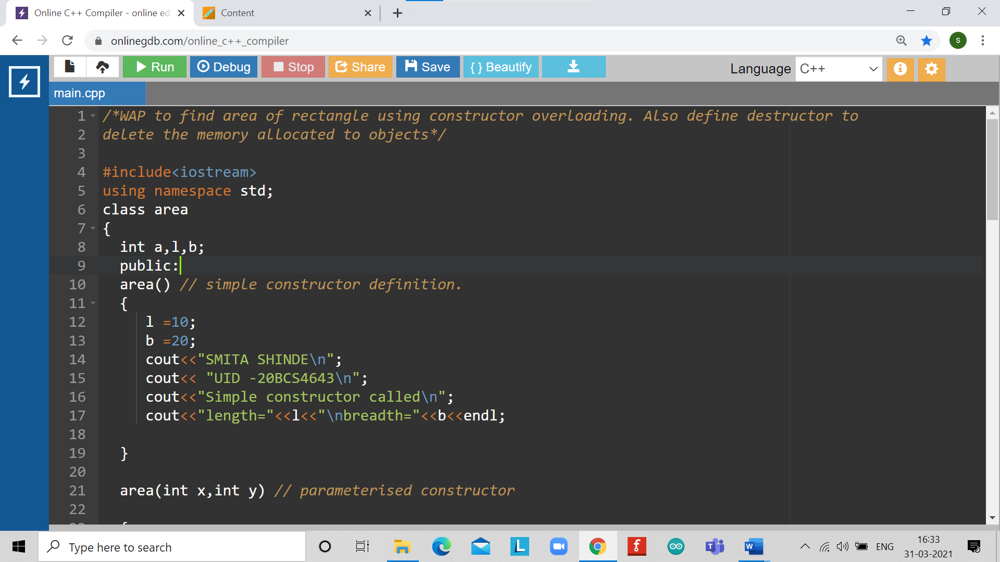 Online C++ Compiler - online ed
Content
onlinegdb.com/online_c++_compiler
S
Run
Debug
Stop
Share
Save
{ } Beautify
Language
C++
main.cpp
1 /*WAP to find area of rectangle using constructor overloading. Also define destructor to
2 delete the memory allocated to objects*/
3
4 #include<iostream>
5 using namespace std;
6 class area
7 {
8 int a,l,b;
9 public:
10 area() // simple constructor definition.
11 {
12 l =10;
13 b =20;
14 cout<<"SMITA SHINDE\n";
15 cout<< "UID -20BCS4643\n";
16 cout<<"Simple constructor called\n";
17 cout<<"length="<<l<<"\nbreadth="<<b<<endl;
18
19 }
20
21 area(int x,int y) // parameterised constructor
22
Type here to search
ENG
16:33
31-03-2021